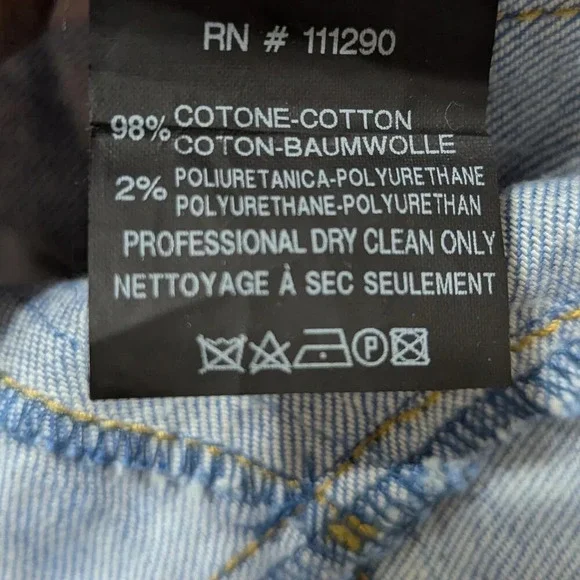 RN # 111290
98% COTONE-COTTON
COTON-BAUMWOLLE
2% POLIURETANICA-POLYURETHANE
POLYURETHANE-POLYURETHAN
PROFESSIONAL DRY CLEAN ONLY
NETTOYAGE À SEC SEULEMENT
P